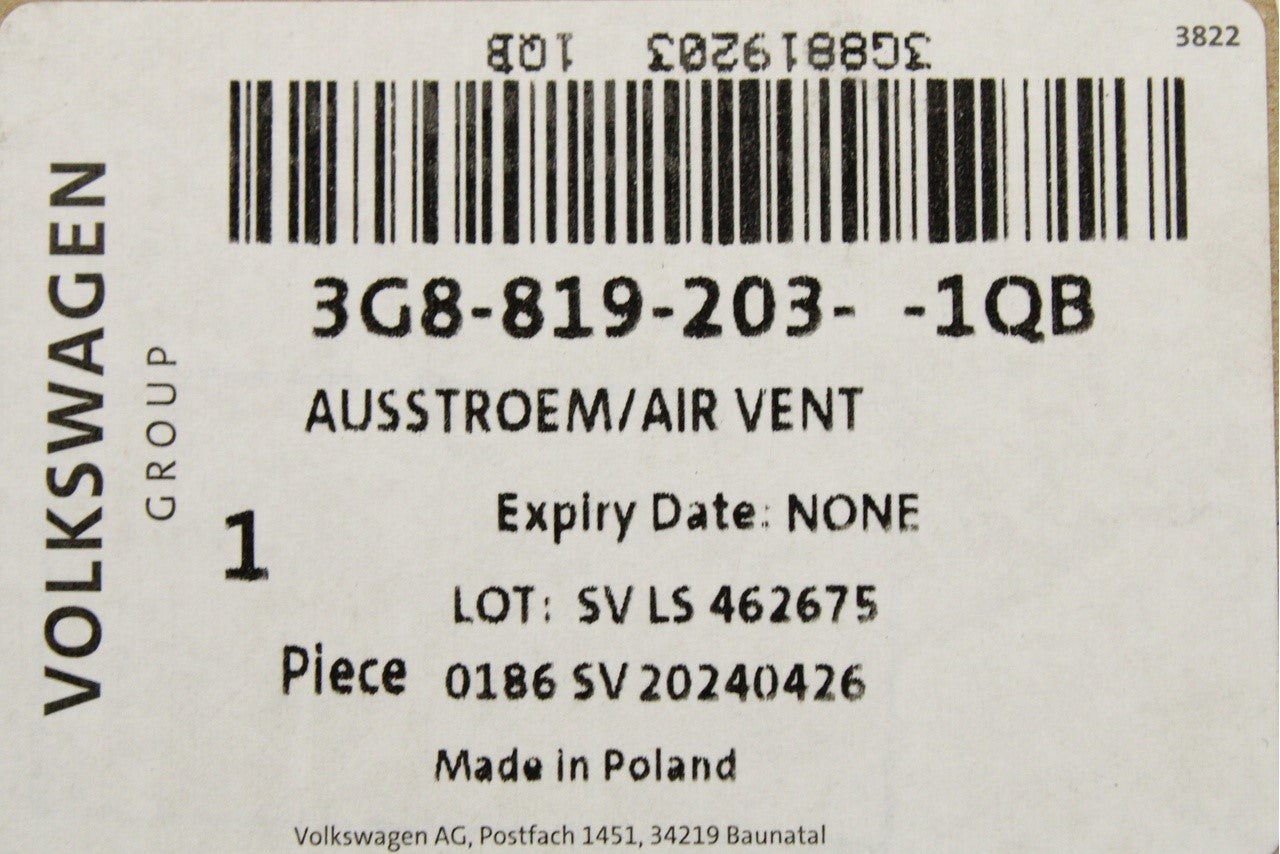 3822
3G8819203 1QB
3G8-819-203- -1QB
AUSSTROEM/AIR VENT
Expiry Date: NONE
1
LOT: SV LS 462675
Piece 0186 SV 20240426
Made in Poland
Volkswagen AG, Postfach 1451, 34219 Baunatal
VOLKSWAGEN
GROUP